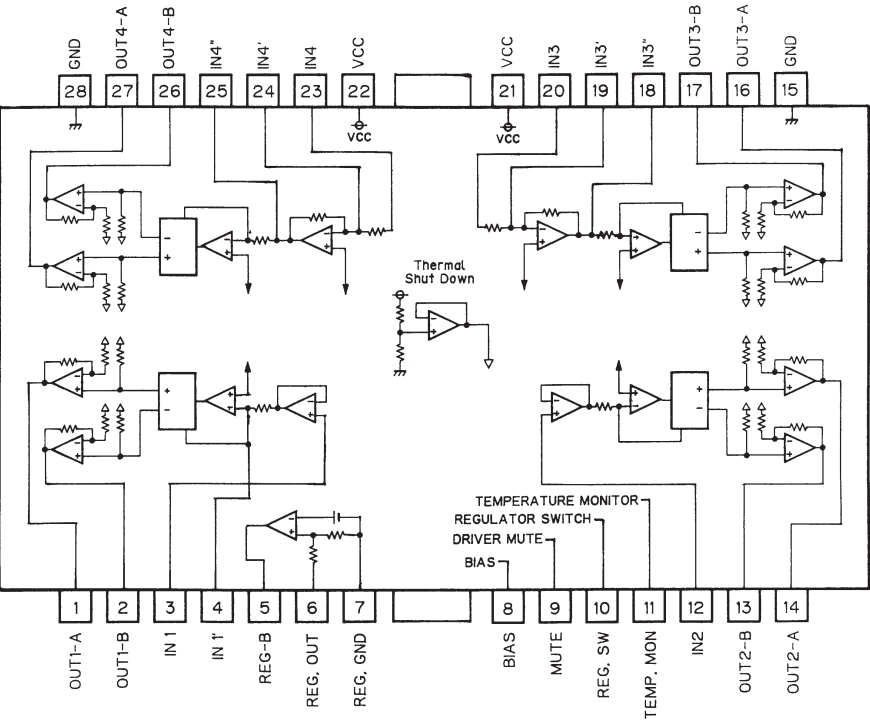 GND
OUT4-A
OUT4-B
IN4"
IN4'
IN4
VCC
VCC
IN3
IN3'
IN3"
OUT3-B
OUT3-A
GND
28
27
26
25
24
23
22
21
20
19
18
17
16
15
VCC
VCC
- +
+ -
- +
+ -
+ -
- +
+ -
- +
- +
- +
+ -
- +
- +
Thermal
Shut Down
- +
- +
+ -
+ -
+ -
- +
- +
+ -
+ -
- +
- +
- +
- +
TEMPERATURE MONITOR
REGULATOR SWITCH
DRIVER MUTE
BIAS
1
2
3
4
5
6
7
8
9
10
11
12
13
14
OUT1-A
OUT1-B
IN 1
IN 1'
REG-B
REG. OUT
REG. GND
BIAS
MUTE
REG. SW
TEMP. MON
IN2
OUT2-B
OUT2-A